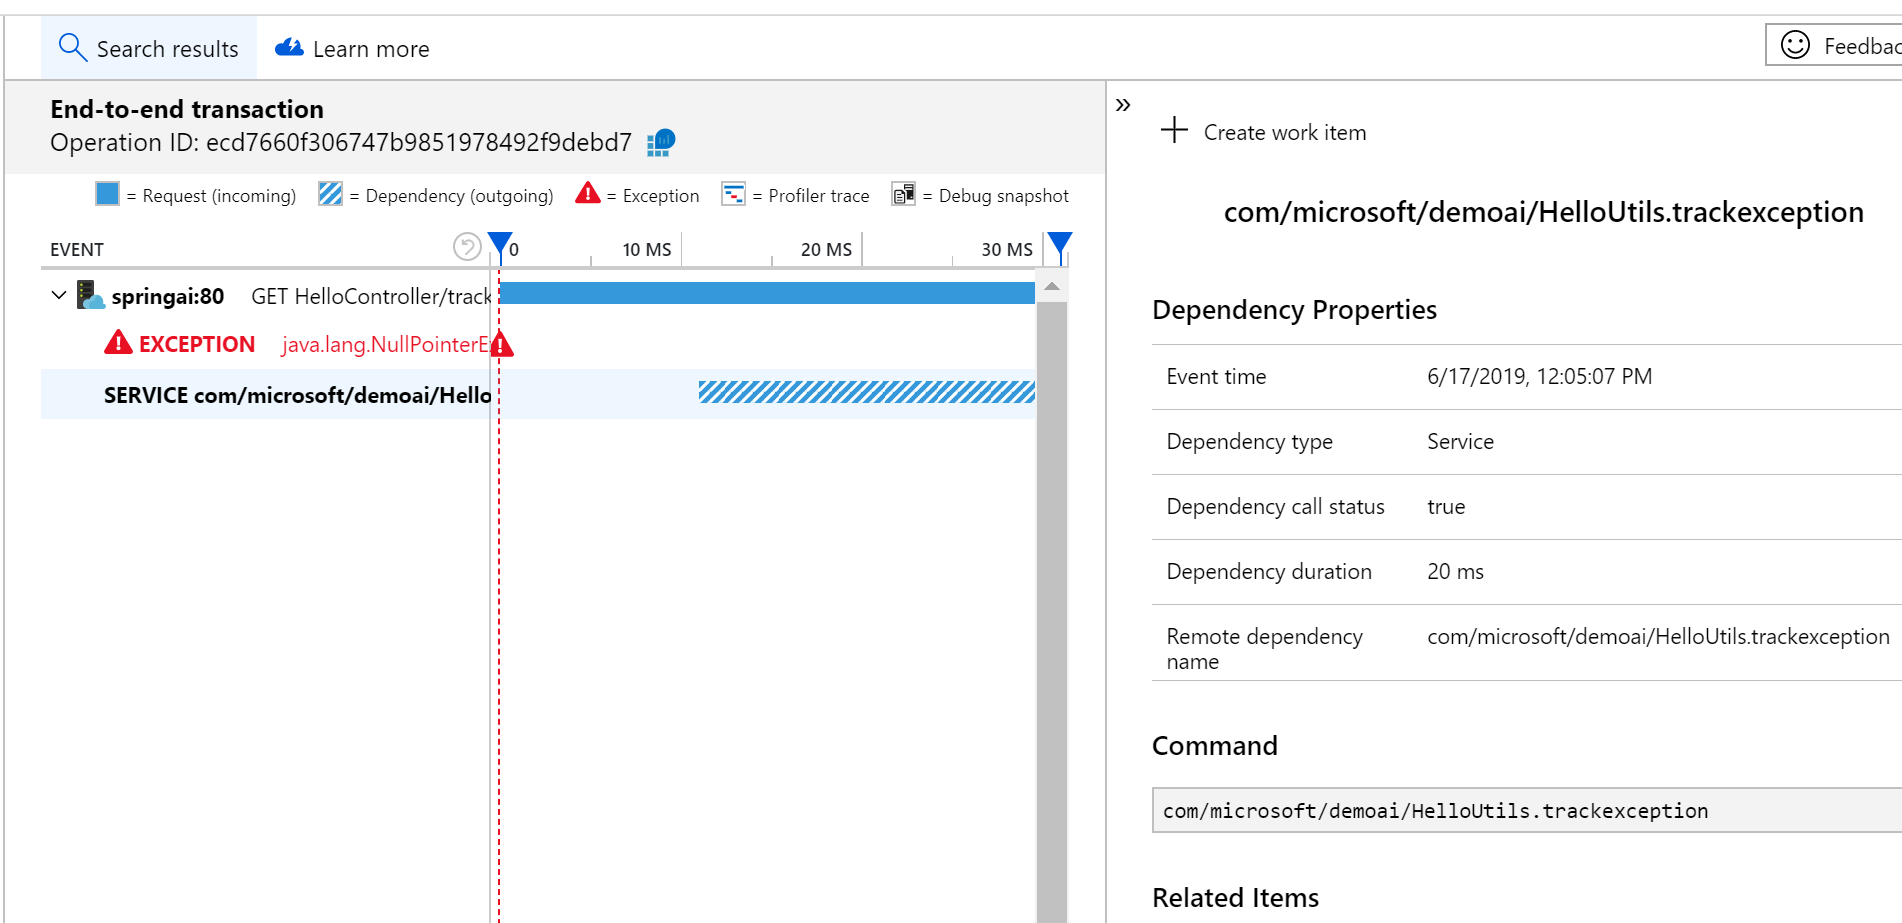 Search results
Learn more
Feedbac
End-to-end transaction
Operation ID: ecd7660f306747b9851978492f9debd7
= Request (incoming)
= Dependency (outgoing)
= Exception
= Profiler trace
= Debug snapshot
EVENT
0
10 MS
20 MS
30 MS
springai:80 GET HelloController/track
EXCEPTION java.lang.NullPointerE
SERVICE com/microsoft/demoai/Hello
»
Create work item
com/microsoft/demoai/HelloUtils.trackexception
Dependency Properties
Event time 6/17/2019, 12:05:07 PM
Dependency type Service
Dependency call status true
Dependency duration 20 ms
Remote dependency name com/microsoft/demoai/HelloUtils.trackexception
Command
com/microsoft/demoai/HelloUtils.trackexception
Related Items